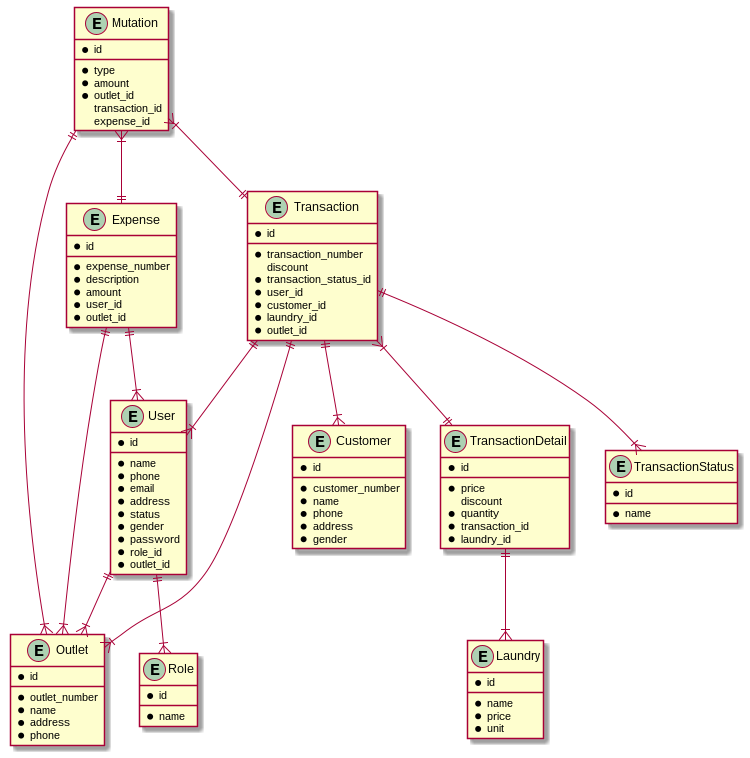 E Mutation
id
type
amount
outlet_id
transaction_id
expense_id
E Expense
id
expense_number
description
amount
user_id
outlet_id
E Transaction
id
transaction_number
discount
transaction_status_id
user_id
customer_id
laundry_id
outlet_id
E User
id
name
phone
email
address
status
gender
password
role_id
outlet_id
E Customer
id
customer_number
name
phone
address
gender
E TransactionDetail
id
price
discount
quantity
transaction_id
laundry_id
E TransactionStatus
id
name
E Outlet
id
outlet_number
name
address
phone
E Role
id
name
E Laundry
id
name
price
unit